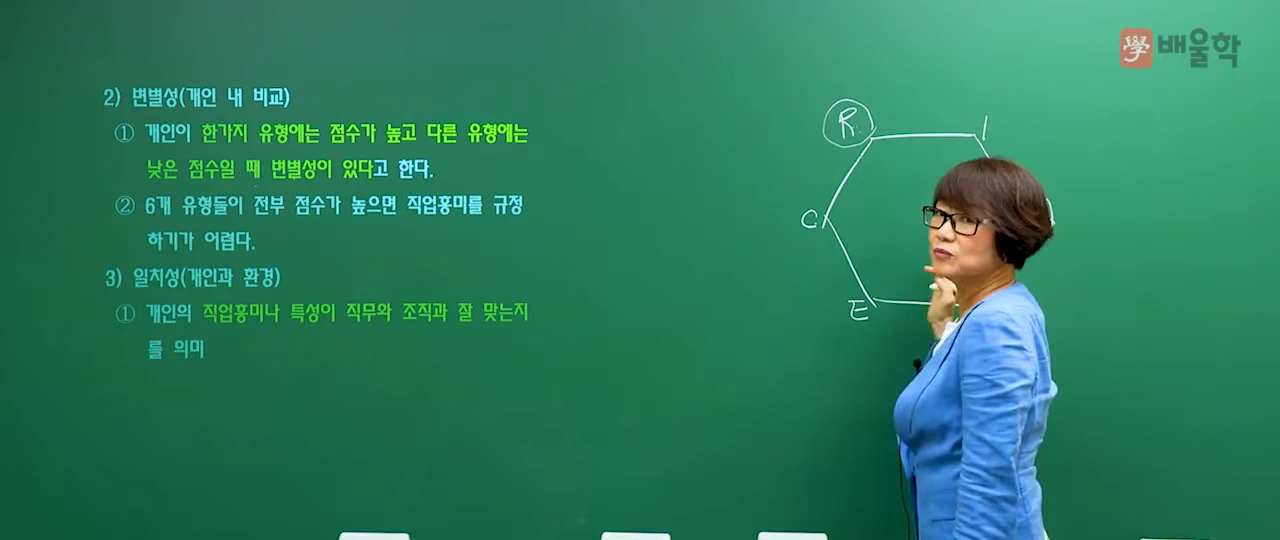 學 배울학
2) 변별성(개인 내 비교)
① 개인이 한가지 유형에는 점수가 높고 다른 유형에는
낮은 점수일 때 변별성이 있다고 한다.
② 6개 유형들이 전부 점수가 높으면 직업흥미를 규정
하기가 어렵다.
3) 일치성(개인과 환경)
① 개인의 직업흥미나 특성이 직무와 조직과 잘 맞는지
를 의미
R
I
C
E